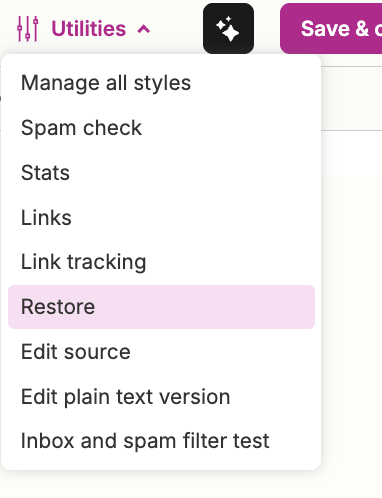 Utilities
Save & c
Manage all styles
Spam check
Stats
Links
Link tracking
Restore
Edit source
Edit plain text version
Inbox and spam filter test